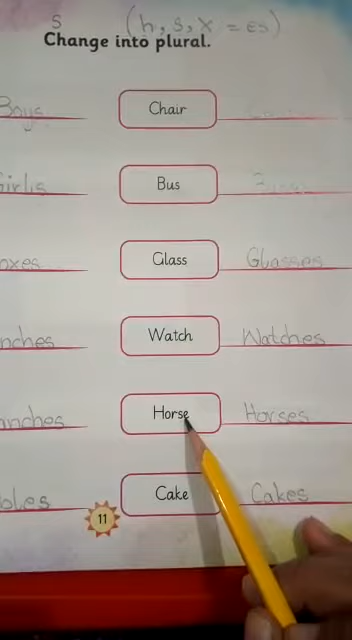 S (h, s, x = es)
Change into plural.
Boys Chair
Girls Bus
oxes Glass Glasses
nches Watch Watches
nches Horse Horses
bles Cake Cakes
11